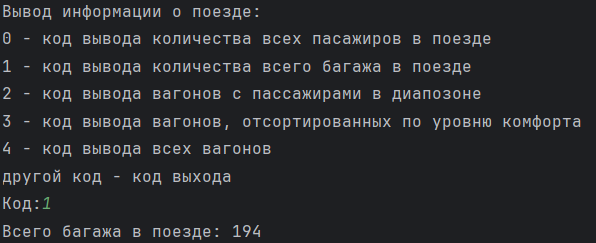 Вывод информации о поезде:
0 - код вывода количества всех пасажиров в поезде
1 - код вывода количества всего багажа в поезде
2 - код вывода вагонов с пассажирами в диапозоне
3 - код вывода вагонов, отсортированных по уровню комфорта
4 - код вывода всех вагонов
другой код - код выхода
Код:1
Всего багажа в поезде: 194